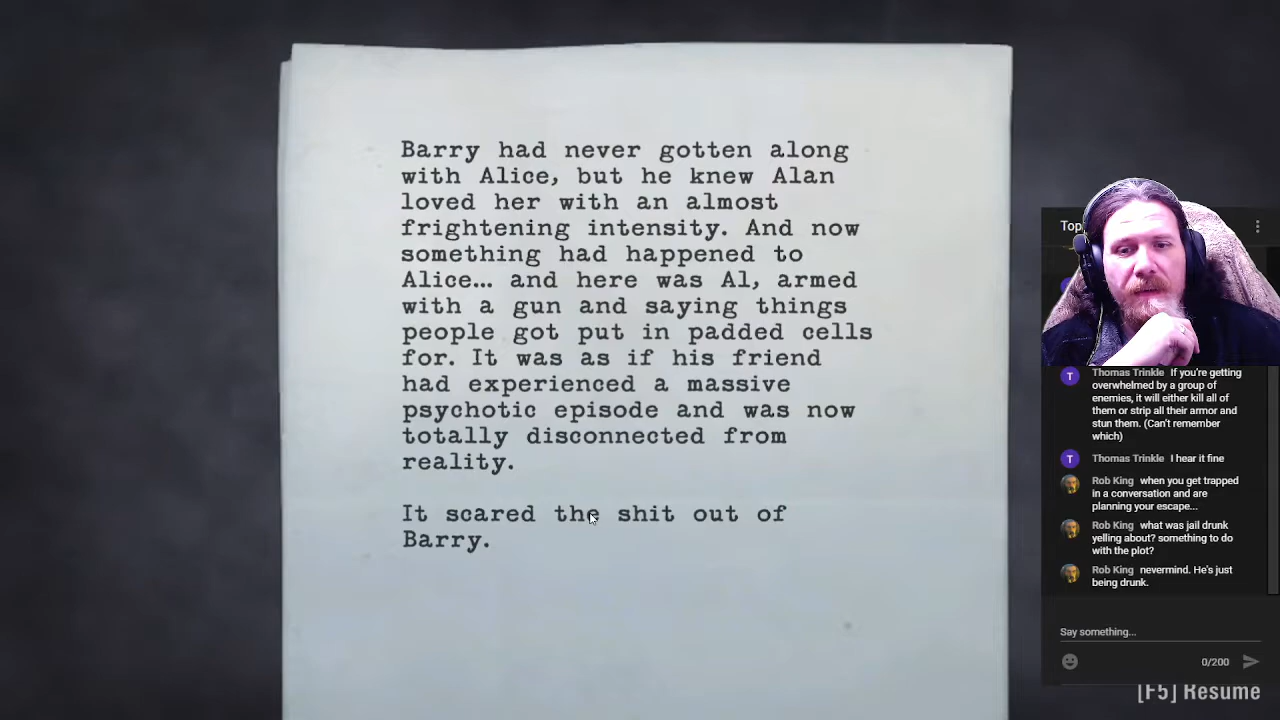 Barry had never gotten along
with Alice, but he knew Alan
loved her with an almost
frightening intensity. And now
something had happened to
Alice... and here was Al, armed
with a gun and saying things
people got put in padded cells
for. It was as if his friend
had experienced a massive
psychotic episode and was now
totally disconnected from
reality.
It scared the shit out of
Barry.
Top
T
Thomas Trinkle If you're getting
overwhelmed by a group of
enemies, it will either kill all of
them or strip all their armor and
stun them. (Can't remember
which)
T
Thomas Trinkle I hear it fine
Rob King when you get trapped
in a conversation and are
planning your escape...
Rob King what was jail drunk
yelling about? something to do
with the plot?
Rob King nevermind. He's just
being drunk.
Say something...
0/200
[F5] Resume